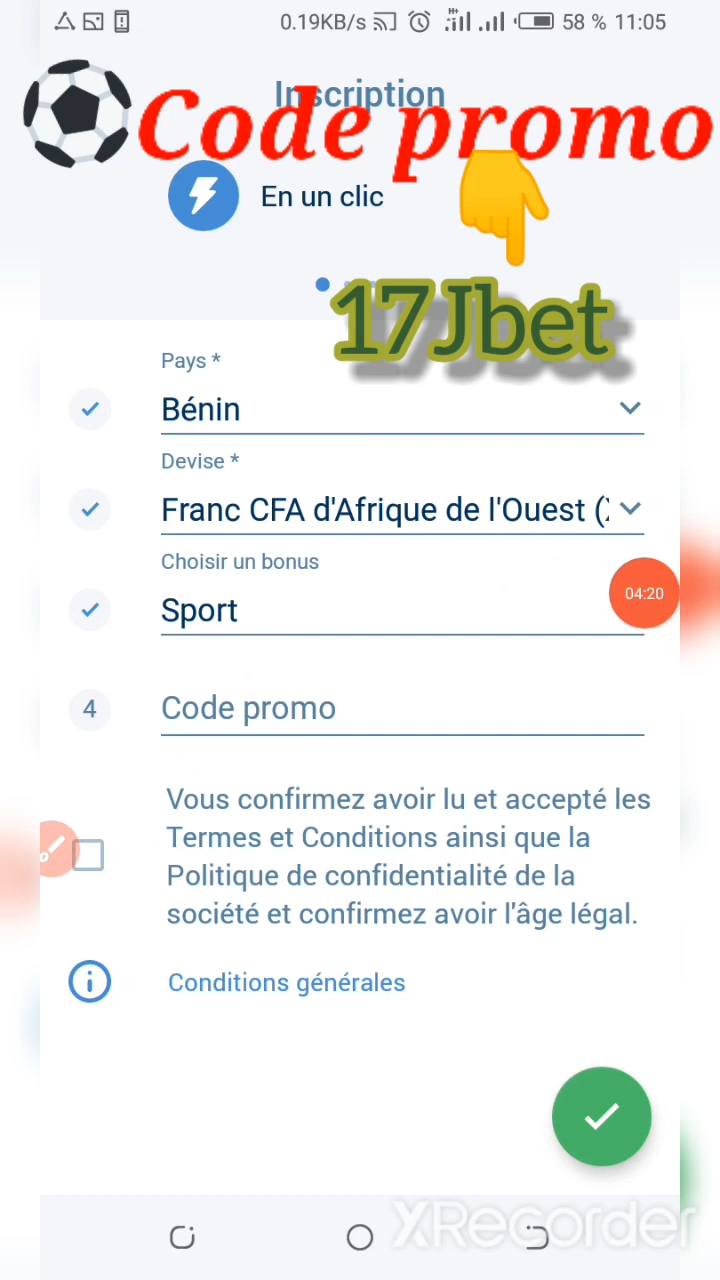 0.19KB/s H+ 58 % 11:05
Inscription
Code promo
En un clic
17Jbet
Pays *
Bénin
Devise *
Franc CFA d'Afrique de l'Ouest (
Choisir un bonus
Sport
04:20
4
Code promo
Vous confirmez avoir lu et accepté les
Termes et Conditions ainsi que la
Politique de confidentialité de la
société et confirmez avoir l'âge légal.
Conditions générales
XRecorder